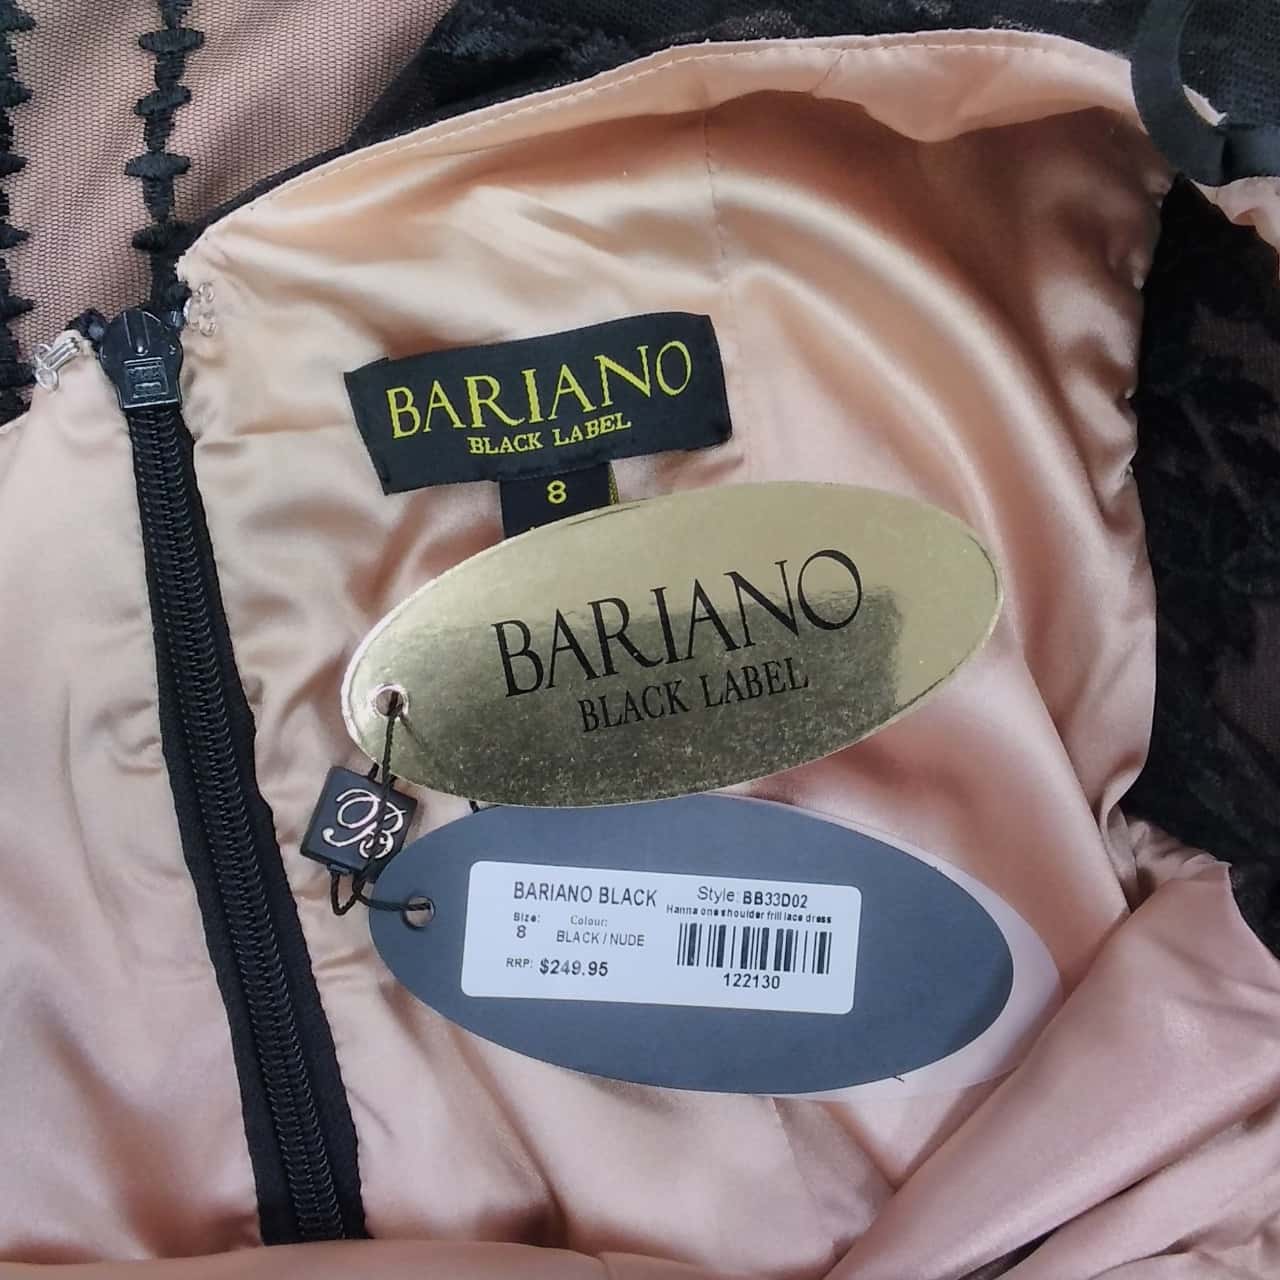 BARIANO
BLACK LABEL
8
BARIANO
BLACK LABEL
B
BARIANO BLACK
Style: BB33D02
Hanna one shoulder frill lace dress
Size:
8
Colour:
BLACK / NUDE
RRP: $249.95
122130